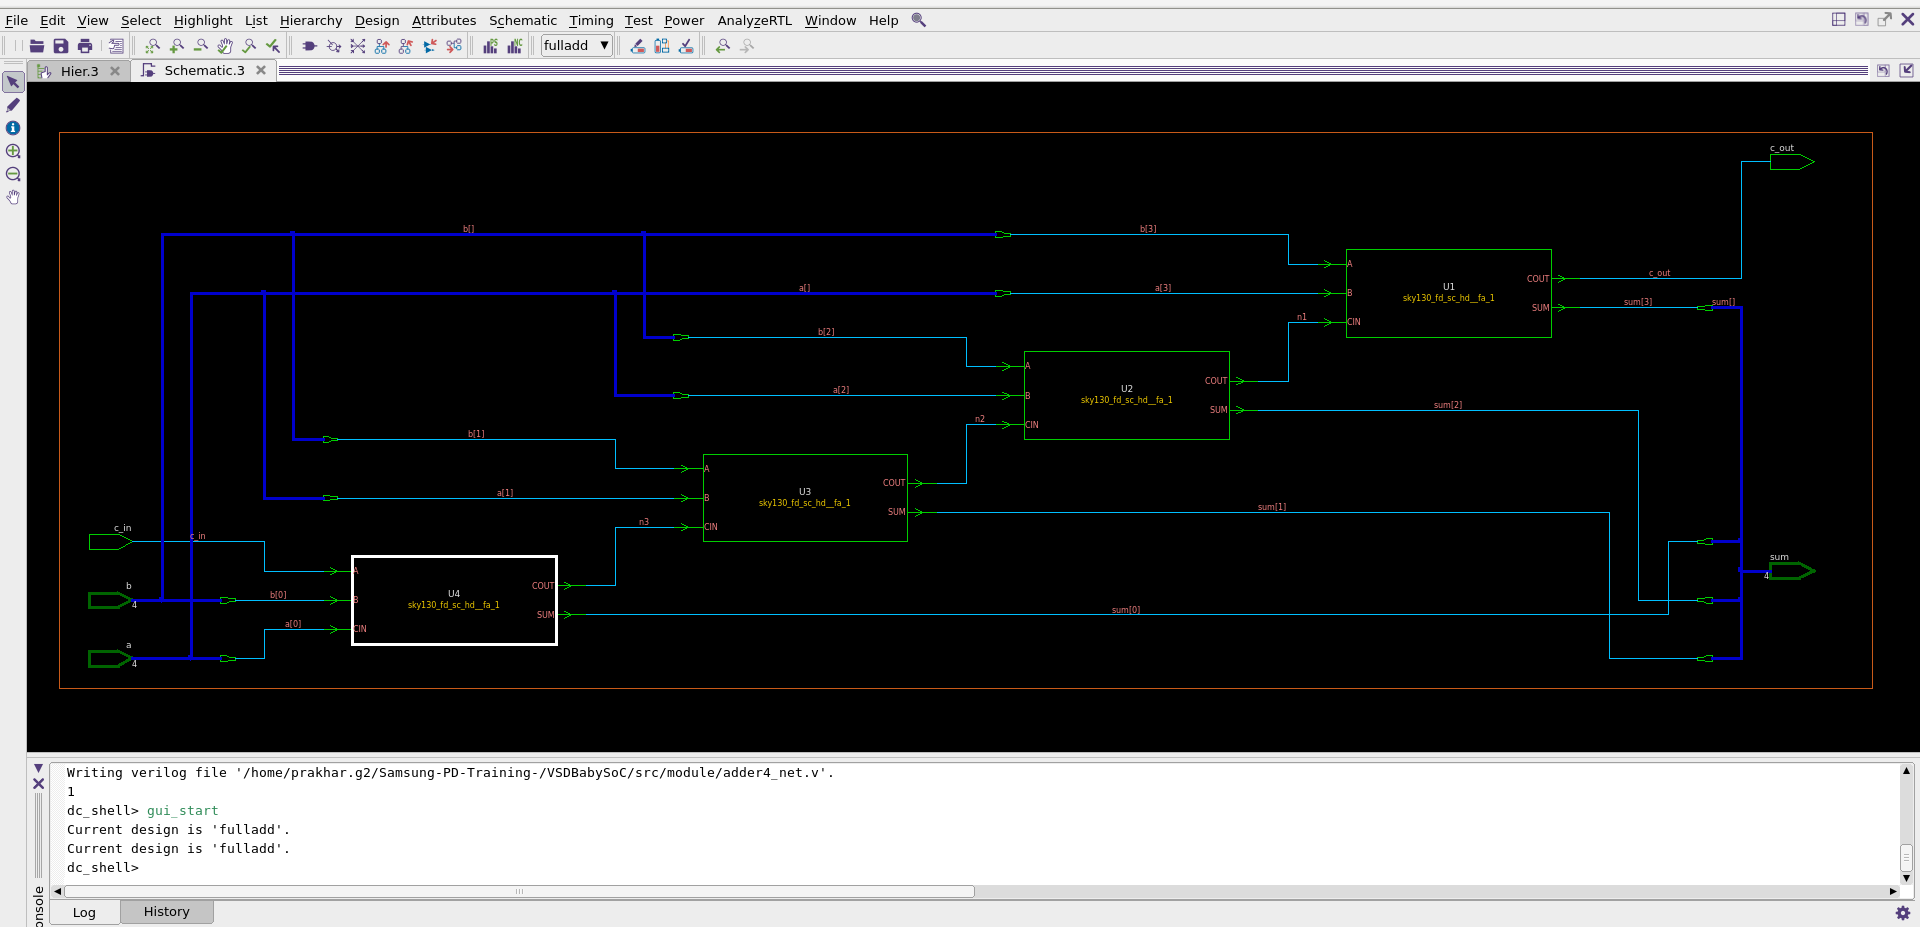 File Edit View Select Highlight List Hierarchy Design Attributes Schematic Timing Test Power AnalyzeRTL Window Help
fulladd
Hier.3 Schematic.3
c_out
b[] b[3]
A
U1 COUT c_out
a[] a[3] B sky130_fd_sc_hd__fa_1
SUM sum[3] sum[]
n1 CIN
b[2]
A
COUT
U2
a[2] B sky130_fd_sc_hd__fa_1
SUM sum[2]
n2 CIN
b[1]
A
COUT
U3
a[1] B sky130_fd_sc_hd__fa_1
SUM sum[1]
n3 CIN
c_in
c_in
sum
4
A
COUT
b
U4
b[0] B sky130_fd_sc_hd__fa_1
4
SUM sum[0]
a[0] CIN
a
4
Writing verilog file '/home/prakhar.g2/Samsung-PD-Training-/VSDBabySoC/src/module/adder4_net.v'.
1
dc_shell> gui_start
Current design is 'fulladd'.
Current design is 'fulladd'.
dc_shell>
onsole
Log History